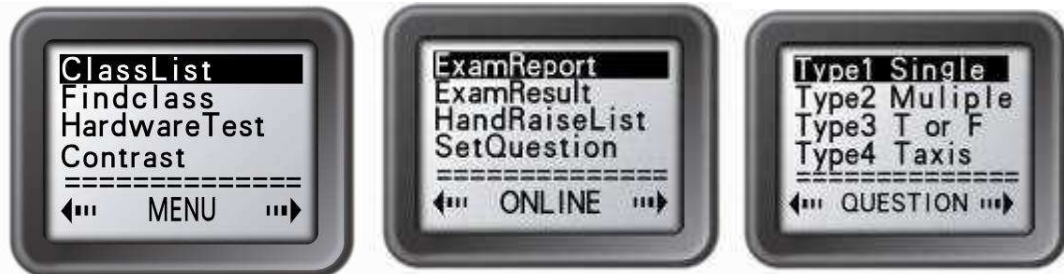 ClassList
Findclass
HardwareTest
Contrast
==============
MENU
ExamReport
ExamResult
HandRaiseList
SetQuestion
==============
ONLINE
Type1 Single
Type2 Muliple
Type3 T or F
Type4 Taxis
==============
QUESTION